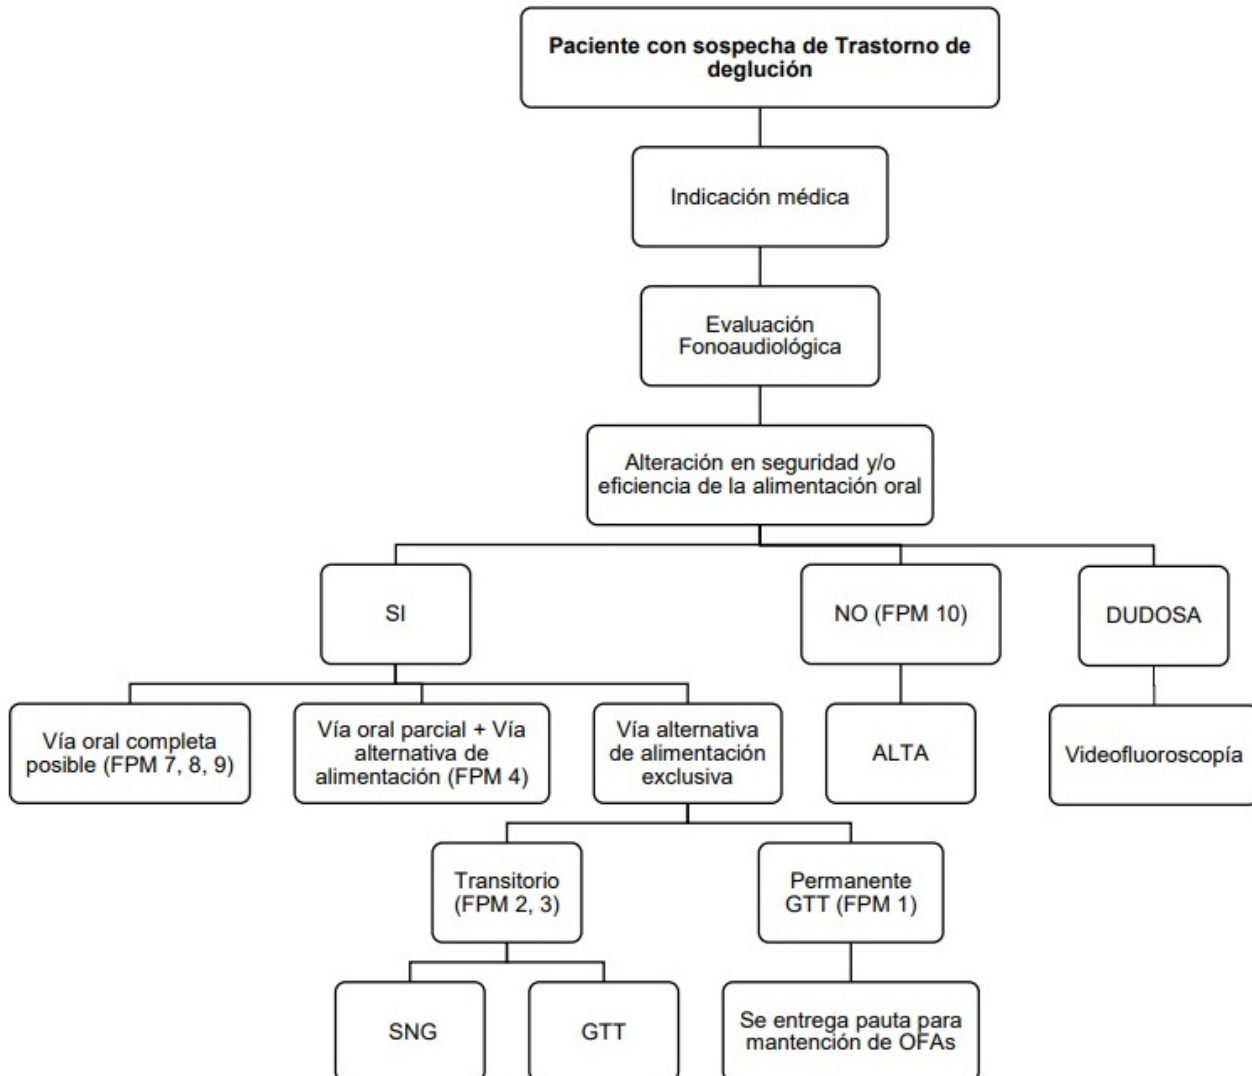 Paciente con sospecha de Trastorno de
deglución
Indicación médica
Evaluación
Fonoaudiológica
Alteración en seguridad y/o
eficiencia de la alimentación oral
SI
NO (FPM 10)
DUDOSA
Vía oral completa
posible (FPM 7, 8, 9)
Vía oral parcial + Vía
alternativa de
alimentación (FPM 4)
Vía alternativa
de alimentación
exclusiva
ALTA
Videofluoroscopía
Transitorio
(FPM 2, 3)
Permanente
GTT (FPM 1)
SNG
GTT
Se entrega pauta para
mantención de OFAs